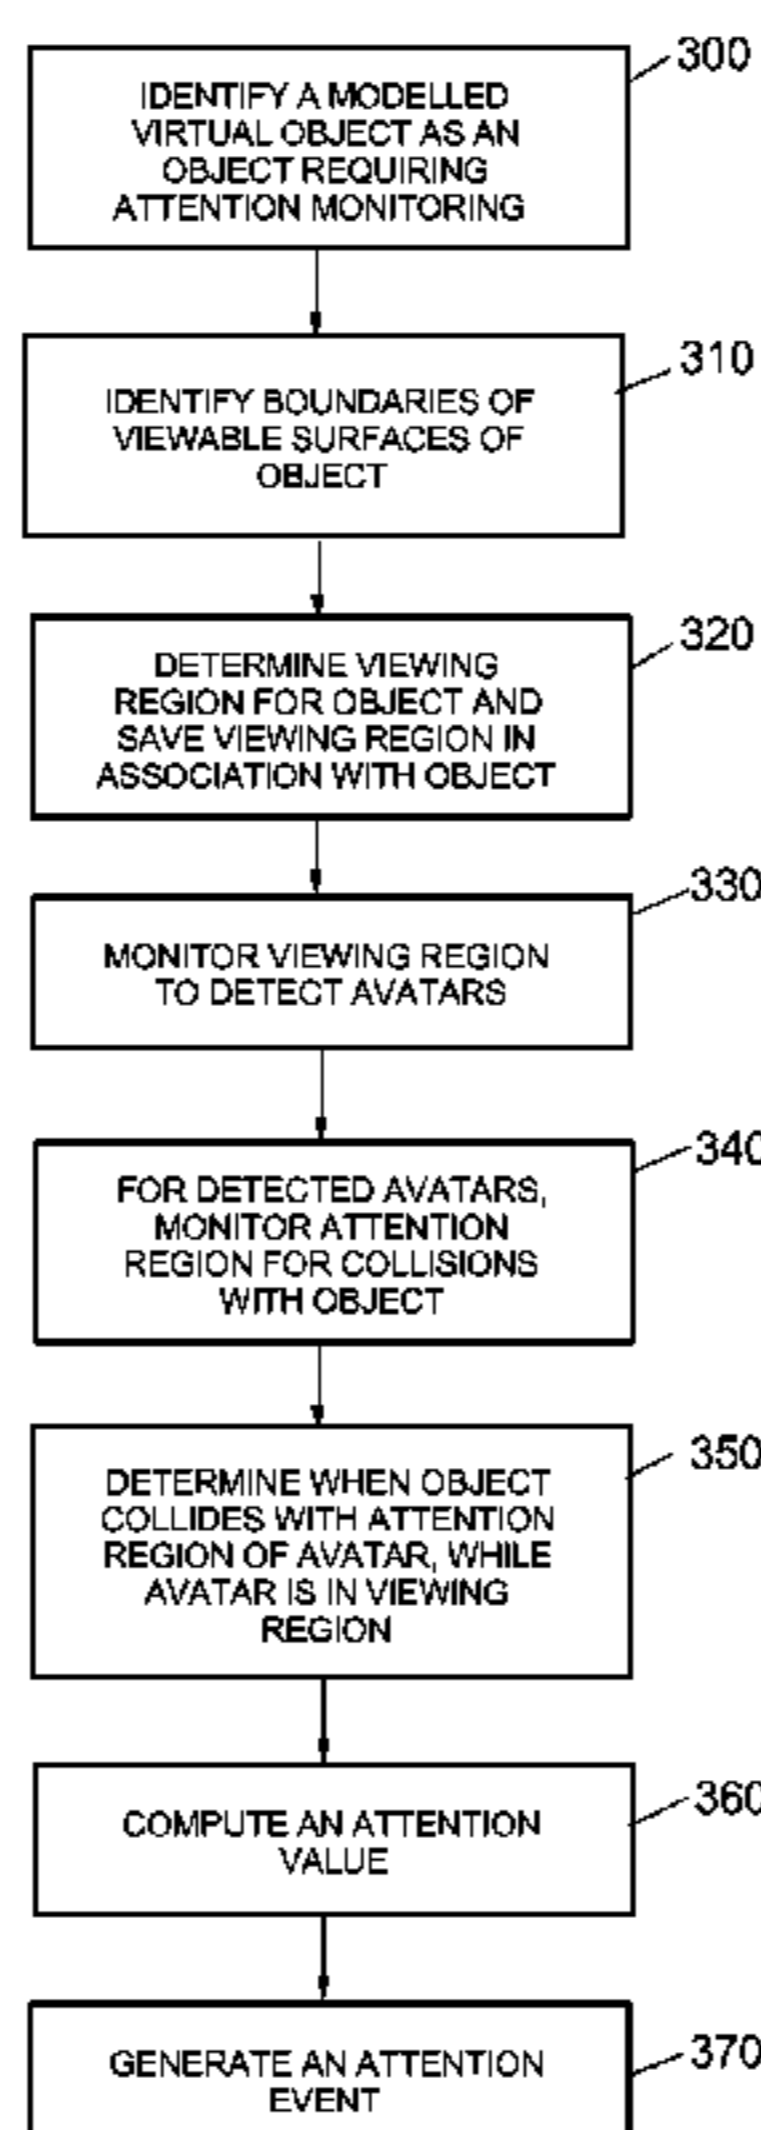 300
IDENTIFY A MODELLED
VIRTUAL OBJECT AS AN
OBJECT REQUIRING
ATTENTION MONITORING
310
IDENTIFY BOUNDARIES OF
VIEWABLE SURFACES OF
OBJECT
320
DETERMINE VIEWING
REGION FOR OBJECT AND
SAVE VIEWING REGION IN
ASSOCIATION WITH OBJECT
330
MONITOR VIEWING REGION
TO DETECT AVATARS
340
FOR DETECTED AVATARS,
MONITOR ATTENTION
REGION FOR COLLISIONS
WITH OBJECT
350
DETERMINE WHEN OBJECT
COLLIDES WITH ATTENTION
REGION OF AVATAR, WHILE
AVATAR IS IN VIEWING
REGION
360
COMPUTE AN ATTENTION
VALUE
370
GENERATE AN ATTENTION
EVENT